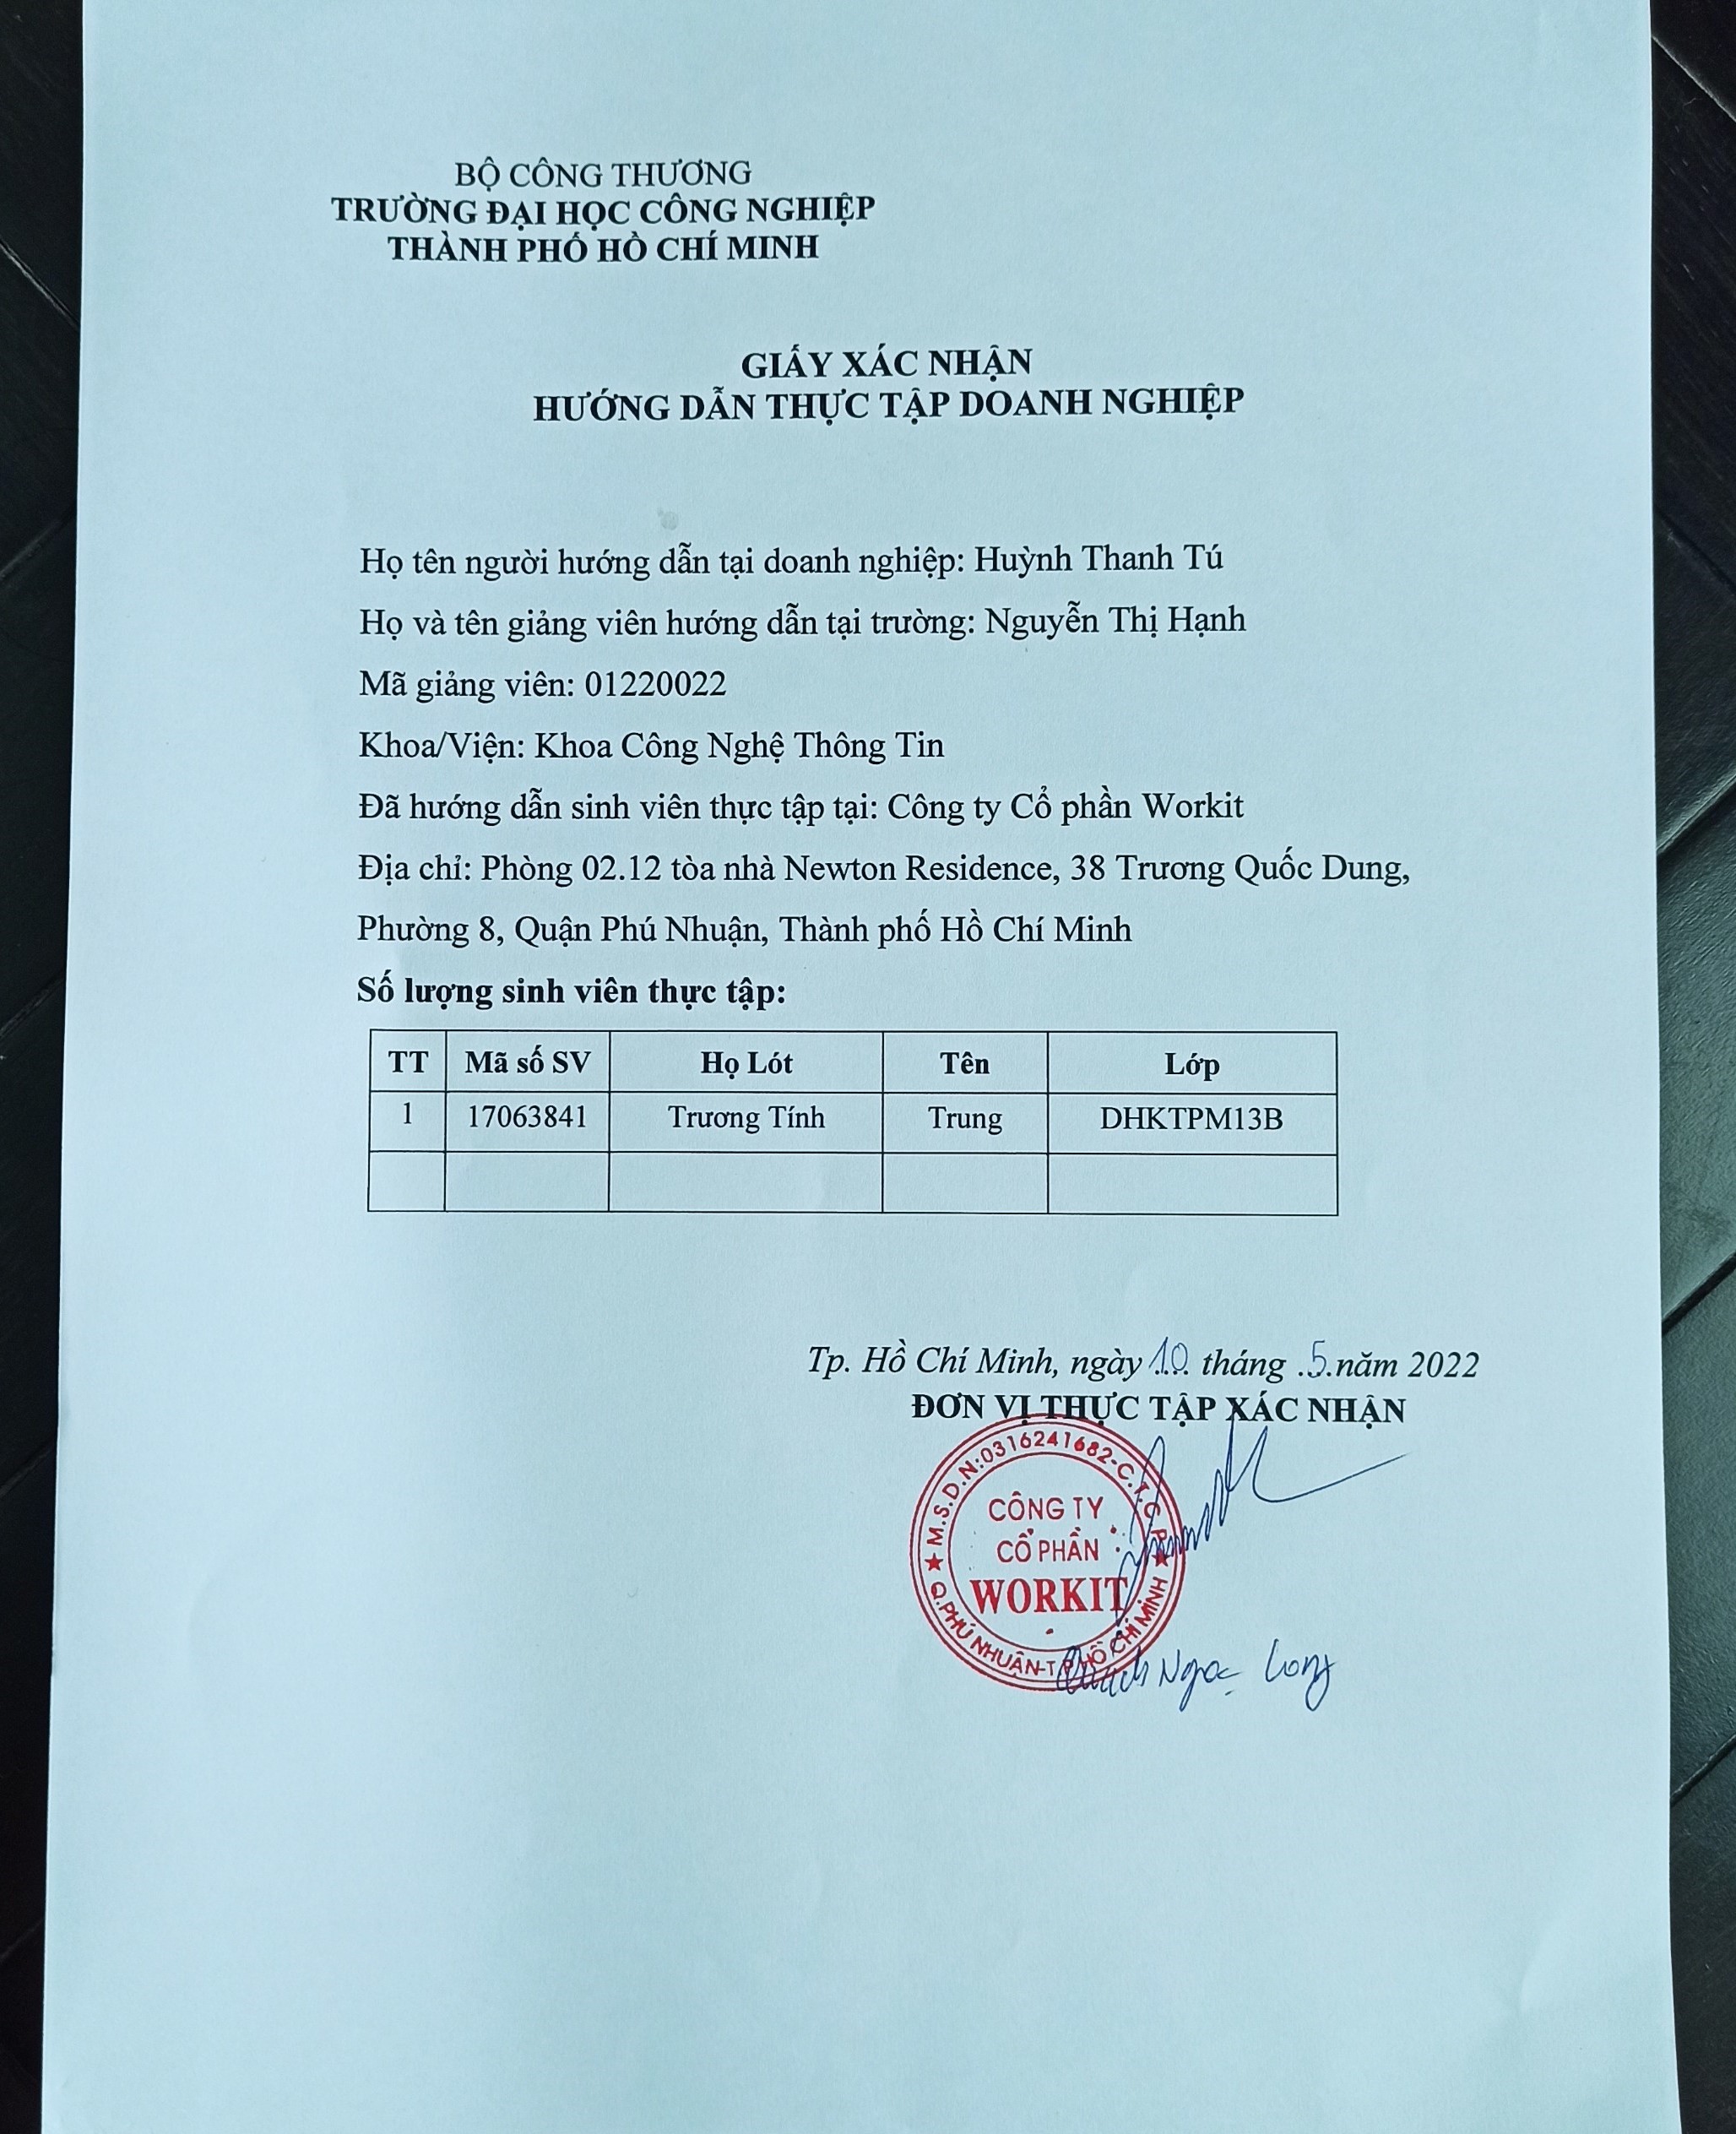 BỘ CÔNG THƯƠNG
TRƯỜNG ĐẠI HỌC CÔNG NGHIỆP
THÀNH PHỐ HỒ CHÍ MINH
GIẤY XÁC NHẬN
HƯỚNG DẪN THỰC TẬP DOANH NGHIỆP
Họ tên người hướng dẫn tại doanh nghiệp: Huỳnh Thanh Tú
Họ và tên giảng viên hướng dẫn tại trường: Nguyễn Thị Hạnh
Mã giảng viên: 01220022
Khoa/Viện: Khoa Công Nghệ Thông Tin
Đã hướng dẫn sinh viên thực tập tại: Công ty Cổ phần Workit
Địa chỉ: Phòng 02.12 tòa nhà Newton Residence, 38 Trương Quốc Dung,
Phường 8, Quận Phú Nhuận, Thành phố Hồ Chí Minh
Số lượng sinh viên thực tập:
TT Mã số SV Họ Lót Tên Lớp
1 17063841 Trương Tính Trung DHKTPM13B
Tp. Hồ Chí Minh, ngày 10 tháng .5.năm 2022
ĐƠN VỊ THỰC TẬP XÁC NHẬN
M.S.D.N:0316241682-C.T.C.P
CÔNG TY
CỔ PHẦN
WORKIT
Q.PHÚ NHUẬN-T.P HỒ CHÍ MINH
Ngọc Long